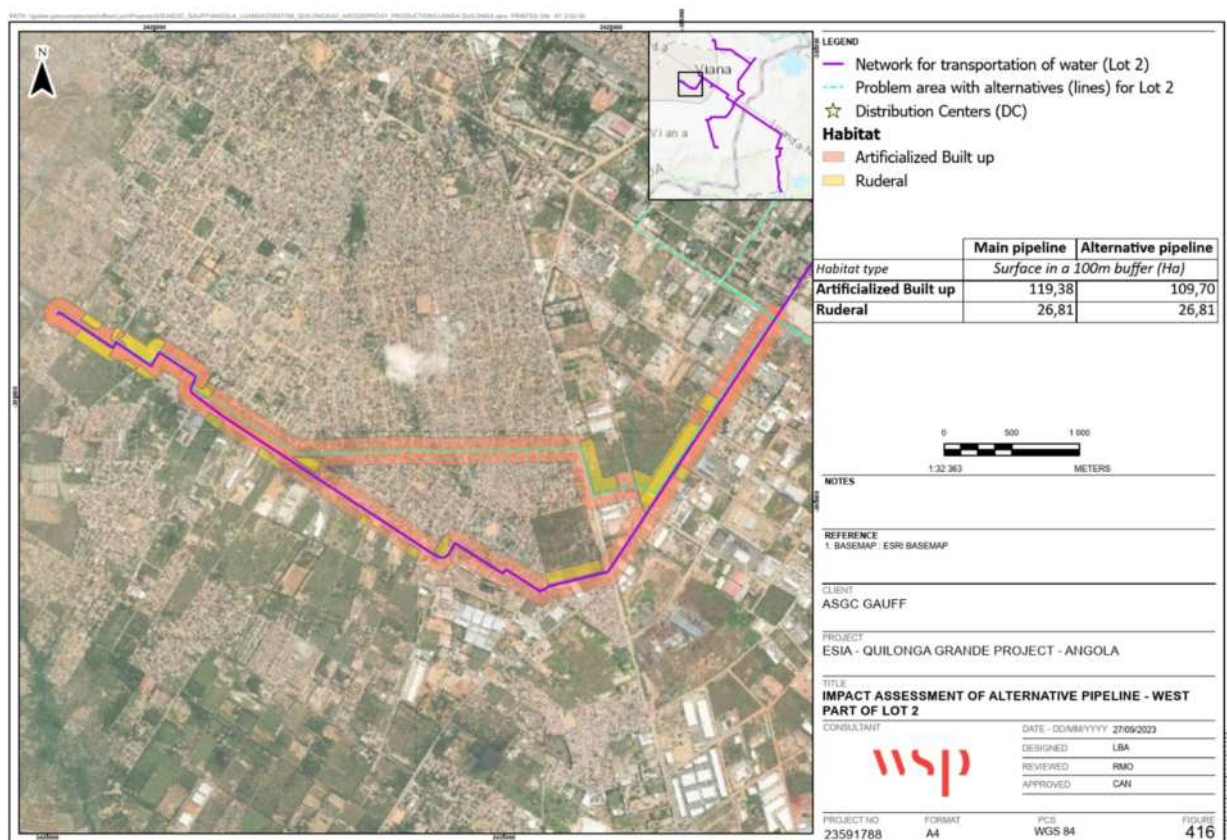 N
Viana
Viana
LEGEND
Network for transportation of water (Lot 2)
Problem area with alternatives (lines) for Lot 2
Distribution Centers (DC)
Habitat
Artificialized Built up
Ruderal
Main pipeline Alternative pipeline
Habitat type Surface in a 100m buffer (Ha)
Artificialized Built up 119,38 109,70
Ruderal 26,81 26,81
0 500 1 000
1:32 363 METERS
NOTES
REFERENCE
1. BASEMAP : ESRI BASEMAP
CLIENT
ASGC GAUFF
PROJECT
ESIA - QUILONGA GRANDE PROJECT - ANGOLA
TITLE
IMPACT ASSESSMENT OF ALTERNATIVE PIPELINE - WEST
PART OF LOT 2
CONSULTANT
wsp
DATE - DD/MM/YYYY 27/09/2023
DESIGNED LBA
REVIEWED RMO
APPROVED CAN
PROJECT NO FORMAT PCS FIGURE
23591788 A4 WGS 84 416